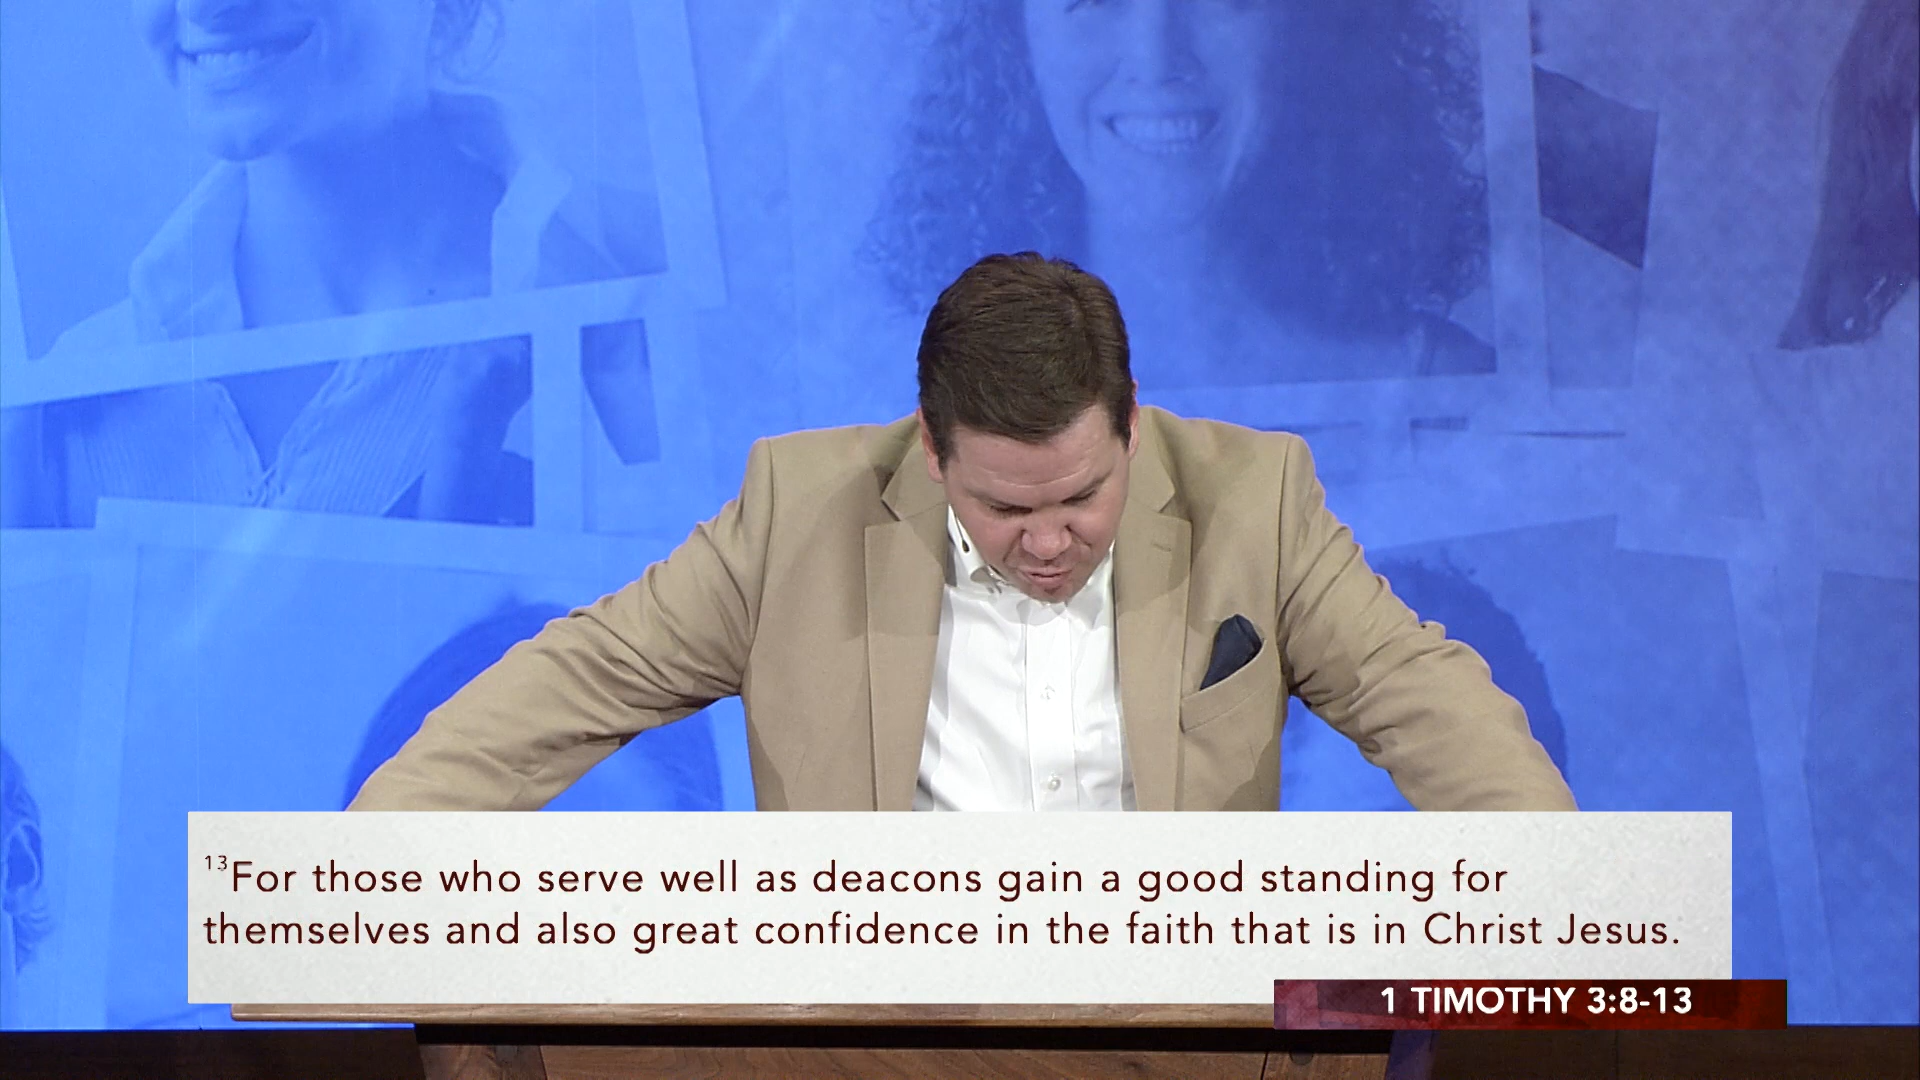 13For those who serve well as deacons gain a good standing for
themselves and also great confidence in the faith that is in Christ Jesus.
1 TIMOTHY 3:8-13